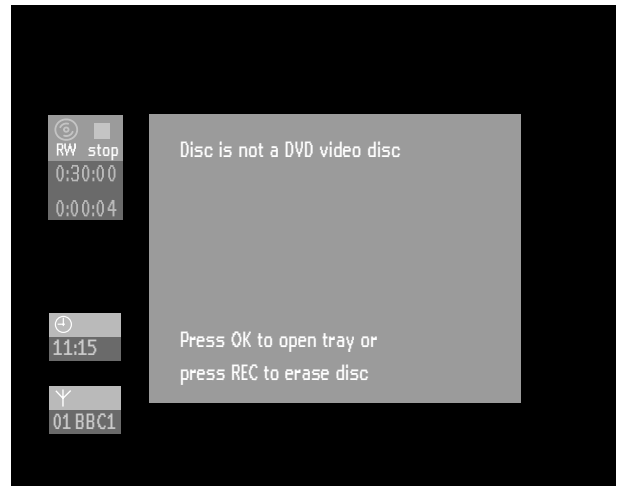 RW stop
0:30:00
0:00:04
Disc is not a DVD video disc
11:15
Press OK to open tray or
press REC to erase disc
01 BBC1